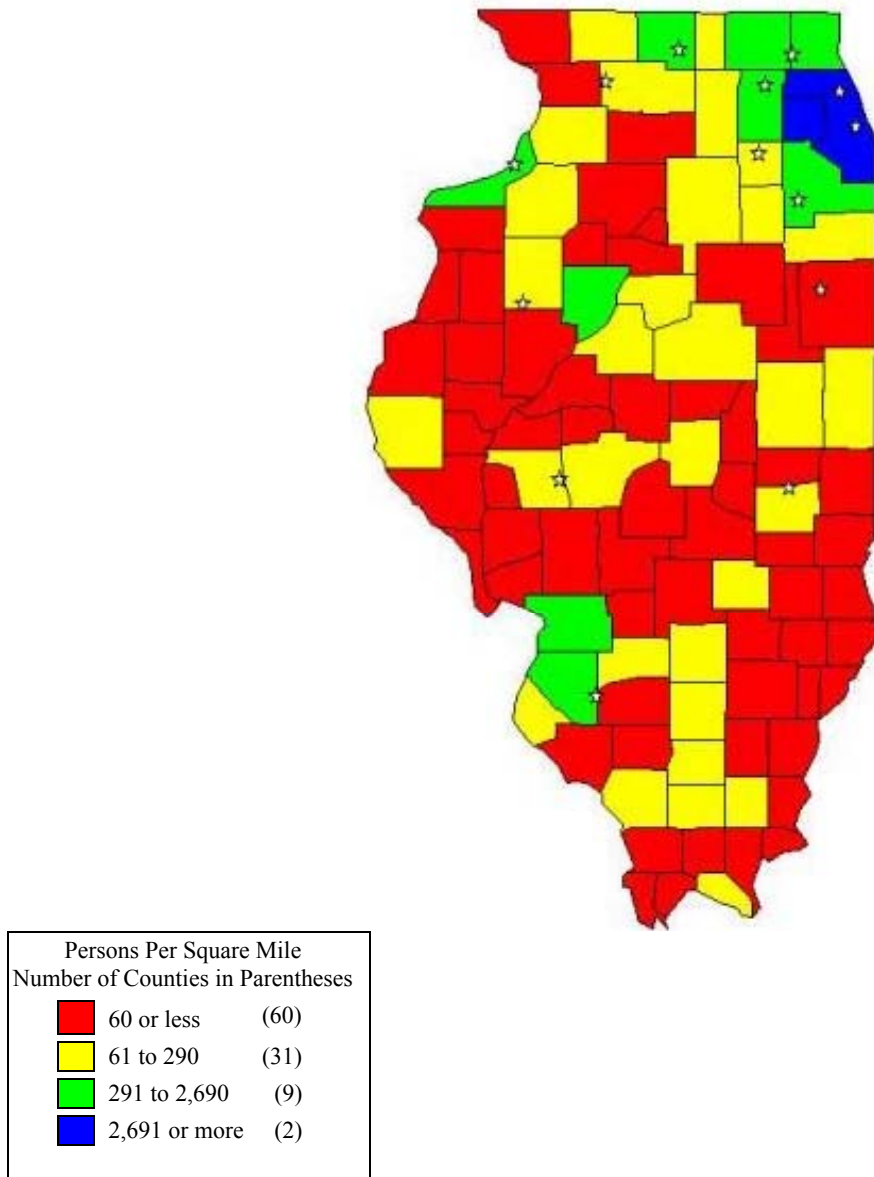 Persons Per Square Mile
Number of Counties in Parentheses
60 or less (60)
61 to 290 (31)
291 to 2,690 (9)
2,691 or more (2)